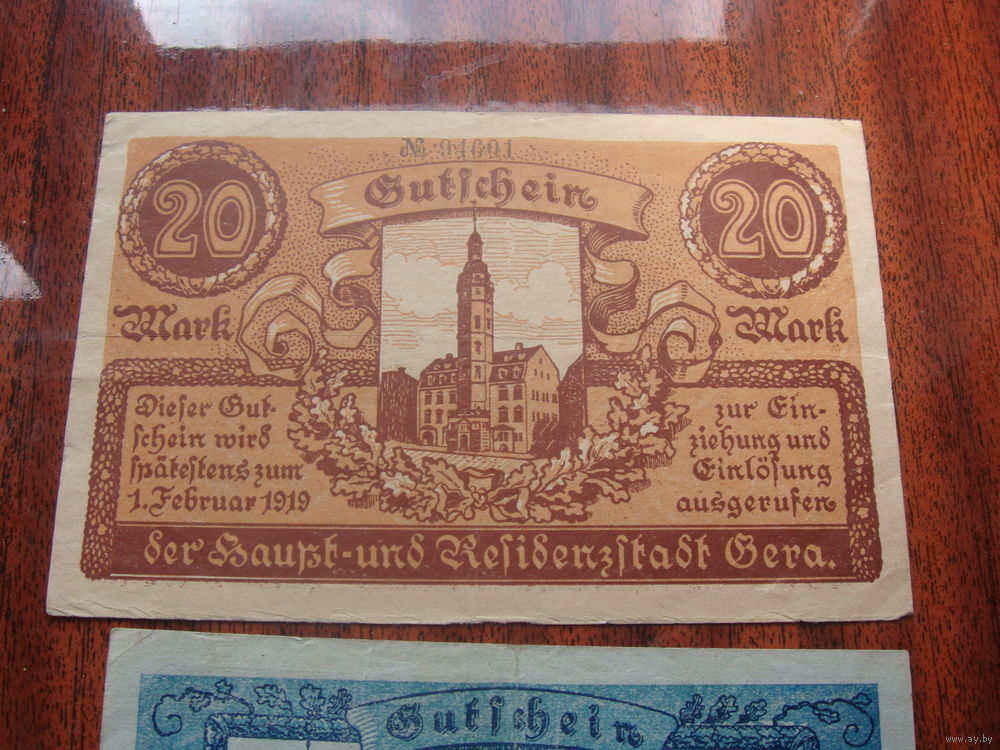 № 94691
Gutschein
20
20
Mark
Mark
Dieser Gut-
schein wird
spätestens zum
1. Februar 1919
zur Ein-
ziehung und
Einlösung
ausgerufen
der Haupt- und Residenzstadt Gera.
Gutschein
www.ay.by